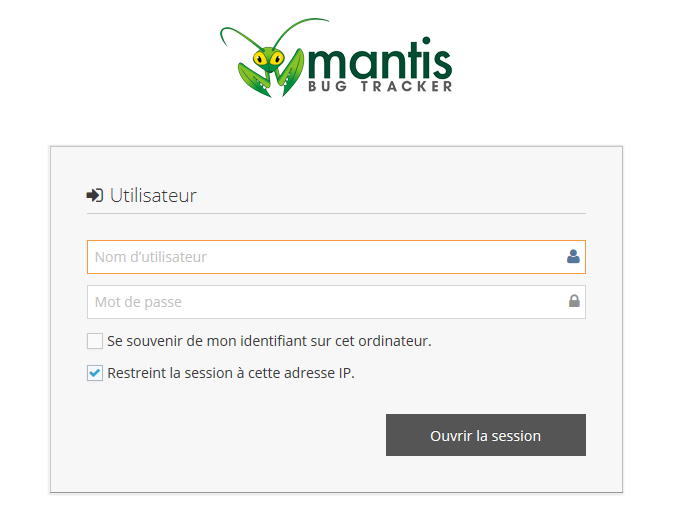 mantis
BUG TRACKER
Utilisateur
Nom d’utilisateur
Mot de passe
Se souvenir de mon identifiant sur cet ordinateur.
Restreint la session à cette adresse IP.
Ouvrir la session